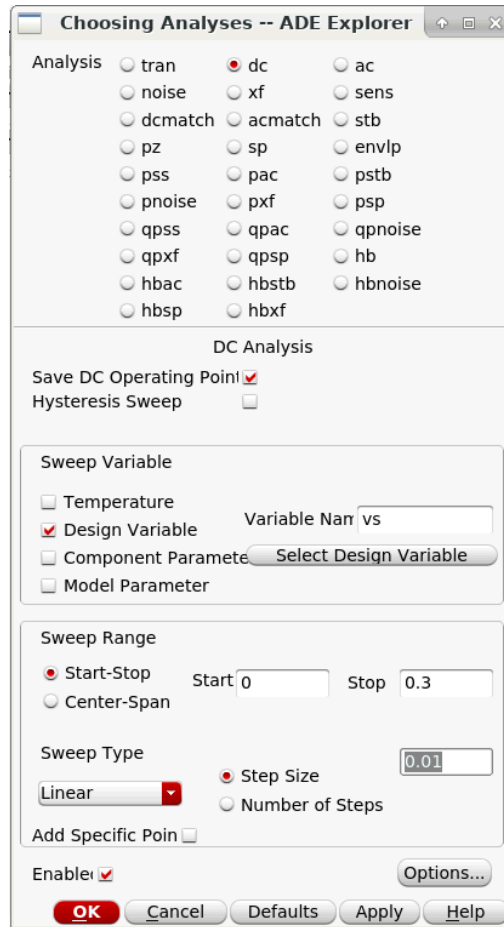 Choosing Analyses -- ADE Explorer
Analysis tran dc ac
noise xf sens
dcmatch acmatch stb
pz sp envlp
pss pac pstb
pnoise pxf psp
qpss qpac qpnoise
qpxf qpsp hb
hbac hbstb hbnoise
hbsp hbxf
DC Analysis
Save DC Operating Point
Hysteresis Sweep
Sweep Variable
Temperature
Design Variable Variable Nam vs
Component Paramete Select Design Variable
Model Parameter
Sweep Range
Start-Stop Start 0 Stop 0.3
Center-Span
Sweep Type 0.01
Linear Step Size
Number of Steps
Add Specific Poin
Enabled Options...
OK Cancel Defaults Apply Help